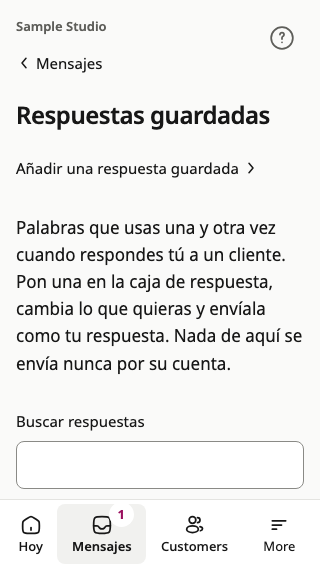 Sample Studio
Mensajes
Respuestas guardadas
Añadir una respuesta guardada
Palabras que usas una y otra vez
cuando respondes tú a un cliente.
Pon una en la caja de respuesta,
cambia lo que quieras y envíala
como tu respuesta. Nada de aquí se
envía nunca por su cuenta.
Buscar respuestas
1
Hoy
Mensajes
Customers
More